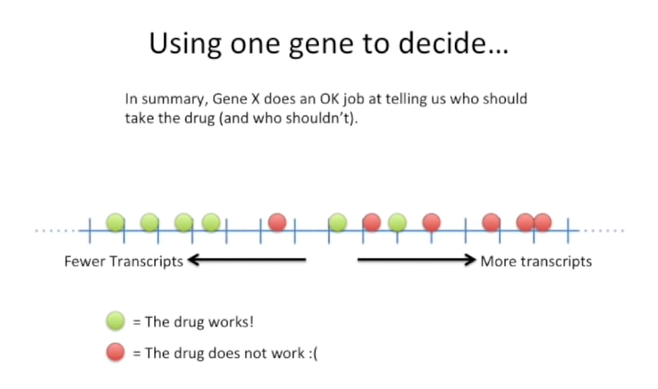 Using one gene to decide...
In summary, Gene X does an OK job at telling us who should
take the drug (and who shouldn't).
Fewer Transcripts
More transcripts
= The drug works!
= The drug does not work :(